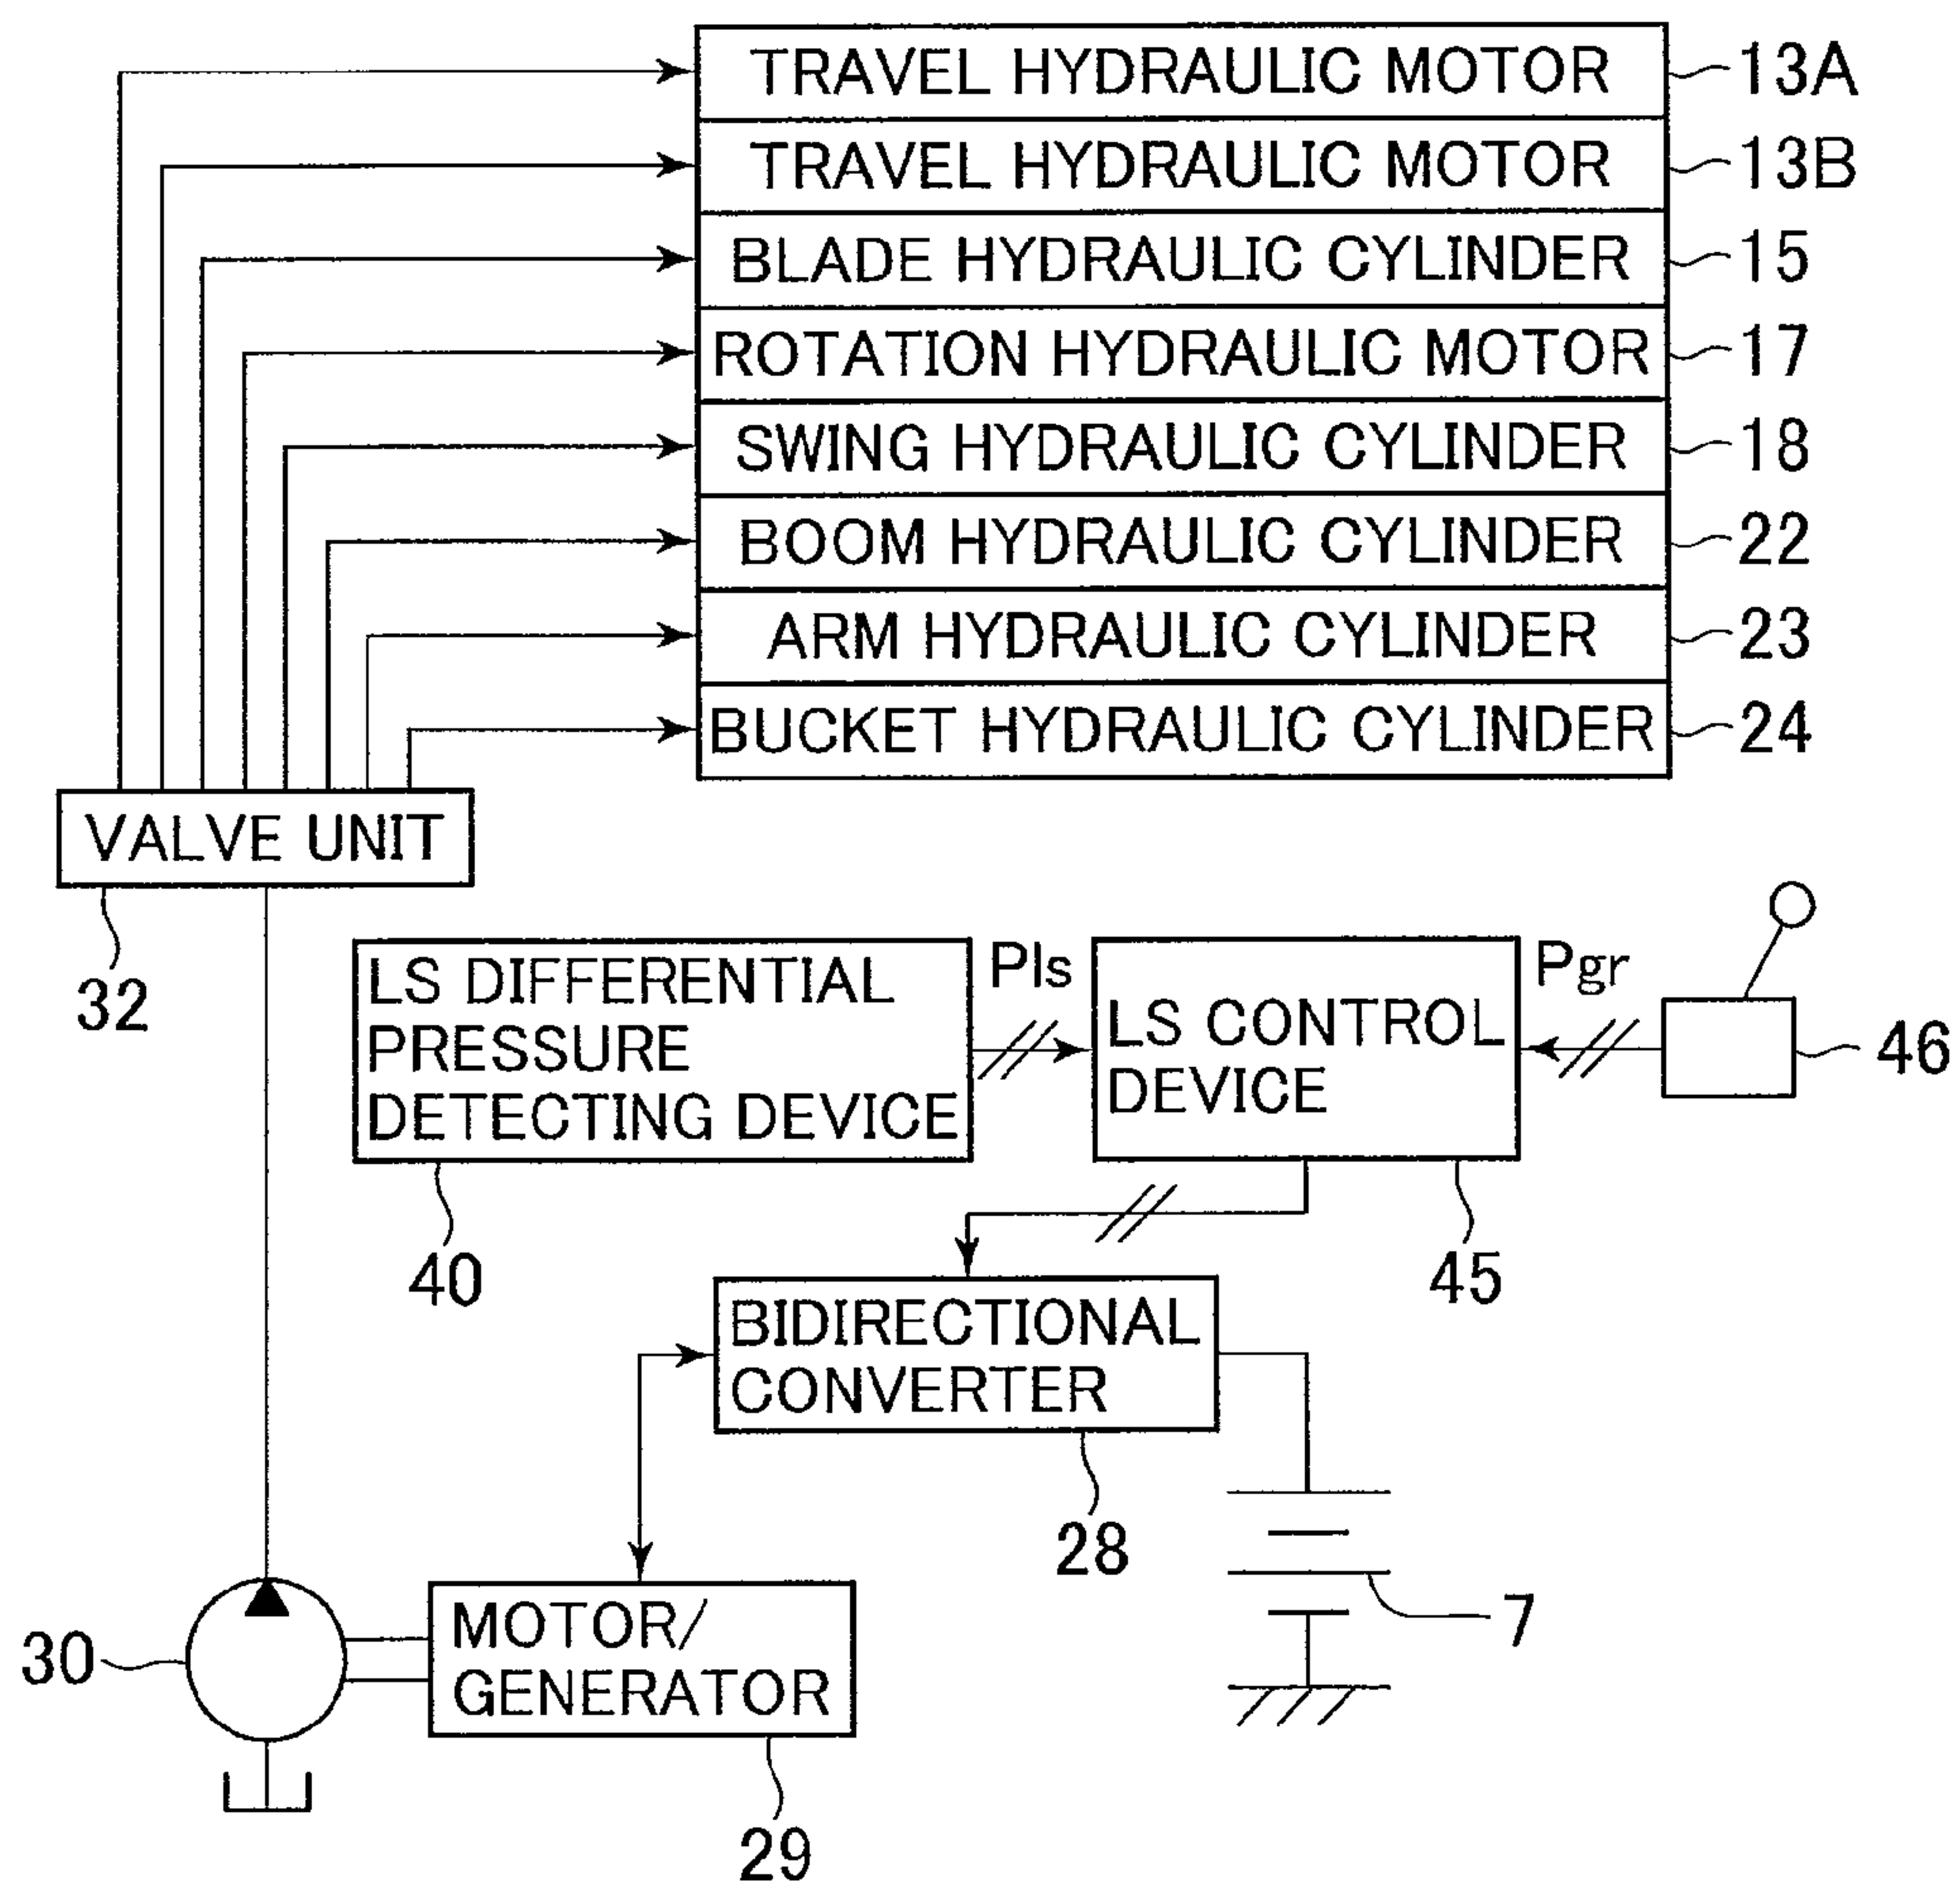 TRAVEL HYDRAULIC MOTOR 13A
TRAVEL HYDRAULIC MOTOR 13B
BLADE HYDRAULIC CYLINDER 15
ROTATION HYDRAULIC MOTOR 17
SWING HYDRAULIC CYLINDER 18
BOOM HYDRAULIC CYLINDER 22
ARM HYDRAULIC CYLINDER 23
BUCKET HYDRAULIC CYLINDER 24
VALVE UNIT
32
LS DIFFERENTIAL
PRESSURE
DETECTING DEVICE
40
Pls
LS CONTROL
DEVICE
45
Pgr
46
BIDIRECTIONAL
CONVERTER
28
7
30
MOTOR/
GENERATOR
29